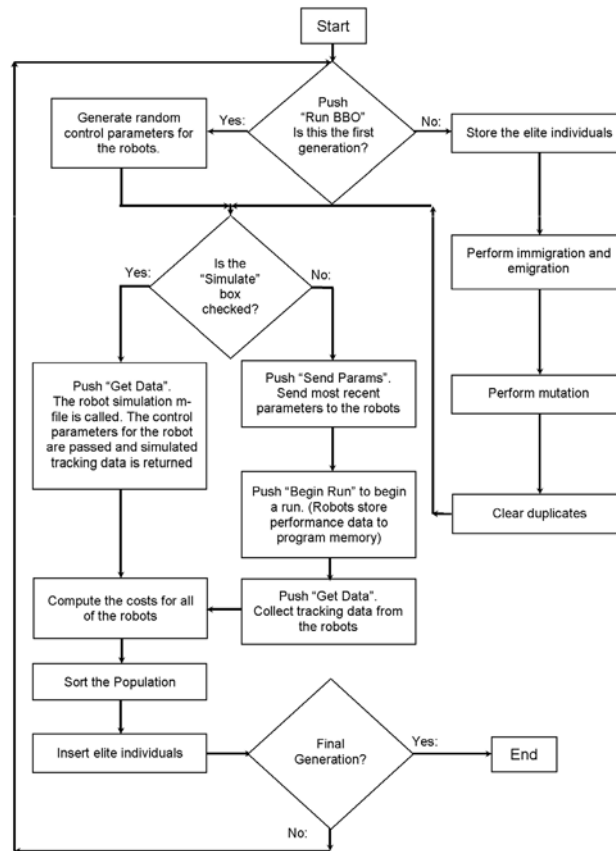 Start
Push
“Run BBO”
Is this the first
generation?
Yes:
No:
Generate random
control parameters for
the robots.
Store the elite individuals
Perform immigration and
emigration
Perform mutation
Clear duplicates
Is the
“Simulate”
box
checked?
Yes:
No:
Push “Get Data”.
The robot simulation m-
file is called. The control
parameters for the robot
are passed and simulated
tracking data is returned
Push “Send Params”.
Send most recent
parameters to the robots
Push “Begin Run” to begin
a run. (Robots store
performance data to
program memory)
Push “Get Data”.
Collect tracking data from
the robots
Compute the costs for all
of the robots
Sort the Population
Insert elite individuals
Final
Generation?
Yes:
End
No: